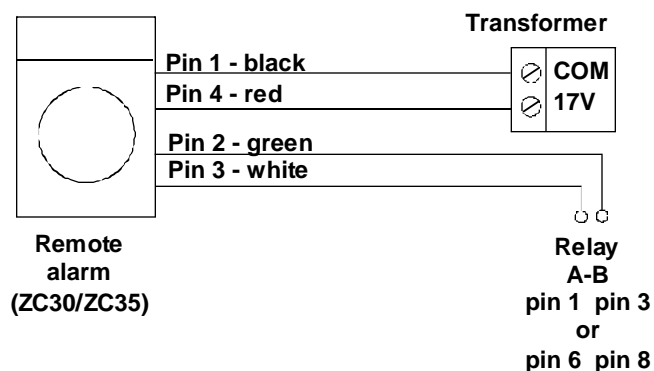 Transformer
Pin 1 - black
COM
Pin 4 - red
17V
Pin 2 - green
Pin 3 - white
Remote
alarm
(ZC30/ZC35)
Relay
A-B
pin 1 pin 3
or
pin 6 pin 8